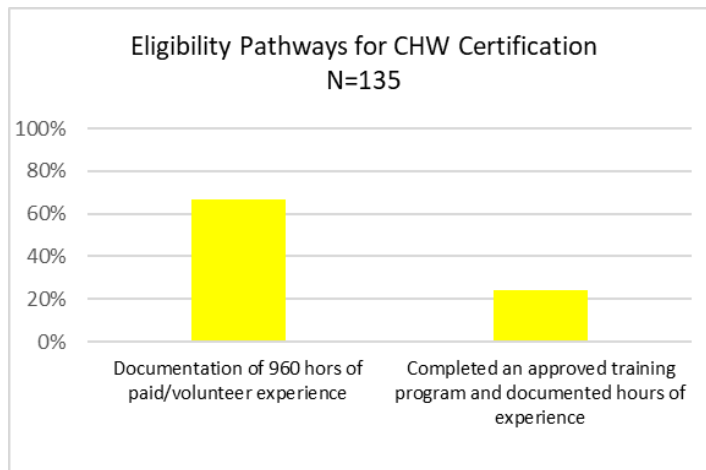 Eligibility Pathways for CHW Certification
N=135
100%
80%
60%
40%
20%
0%
Documentation of 960 hors of
paid/volunteer experience
Completed an approved training
program and documented hours of
experience